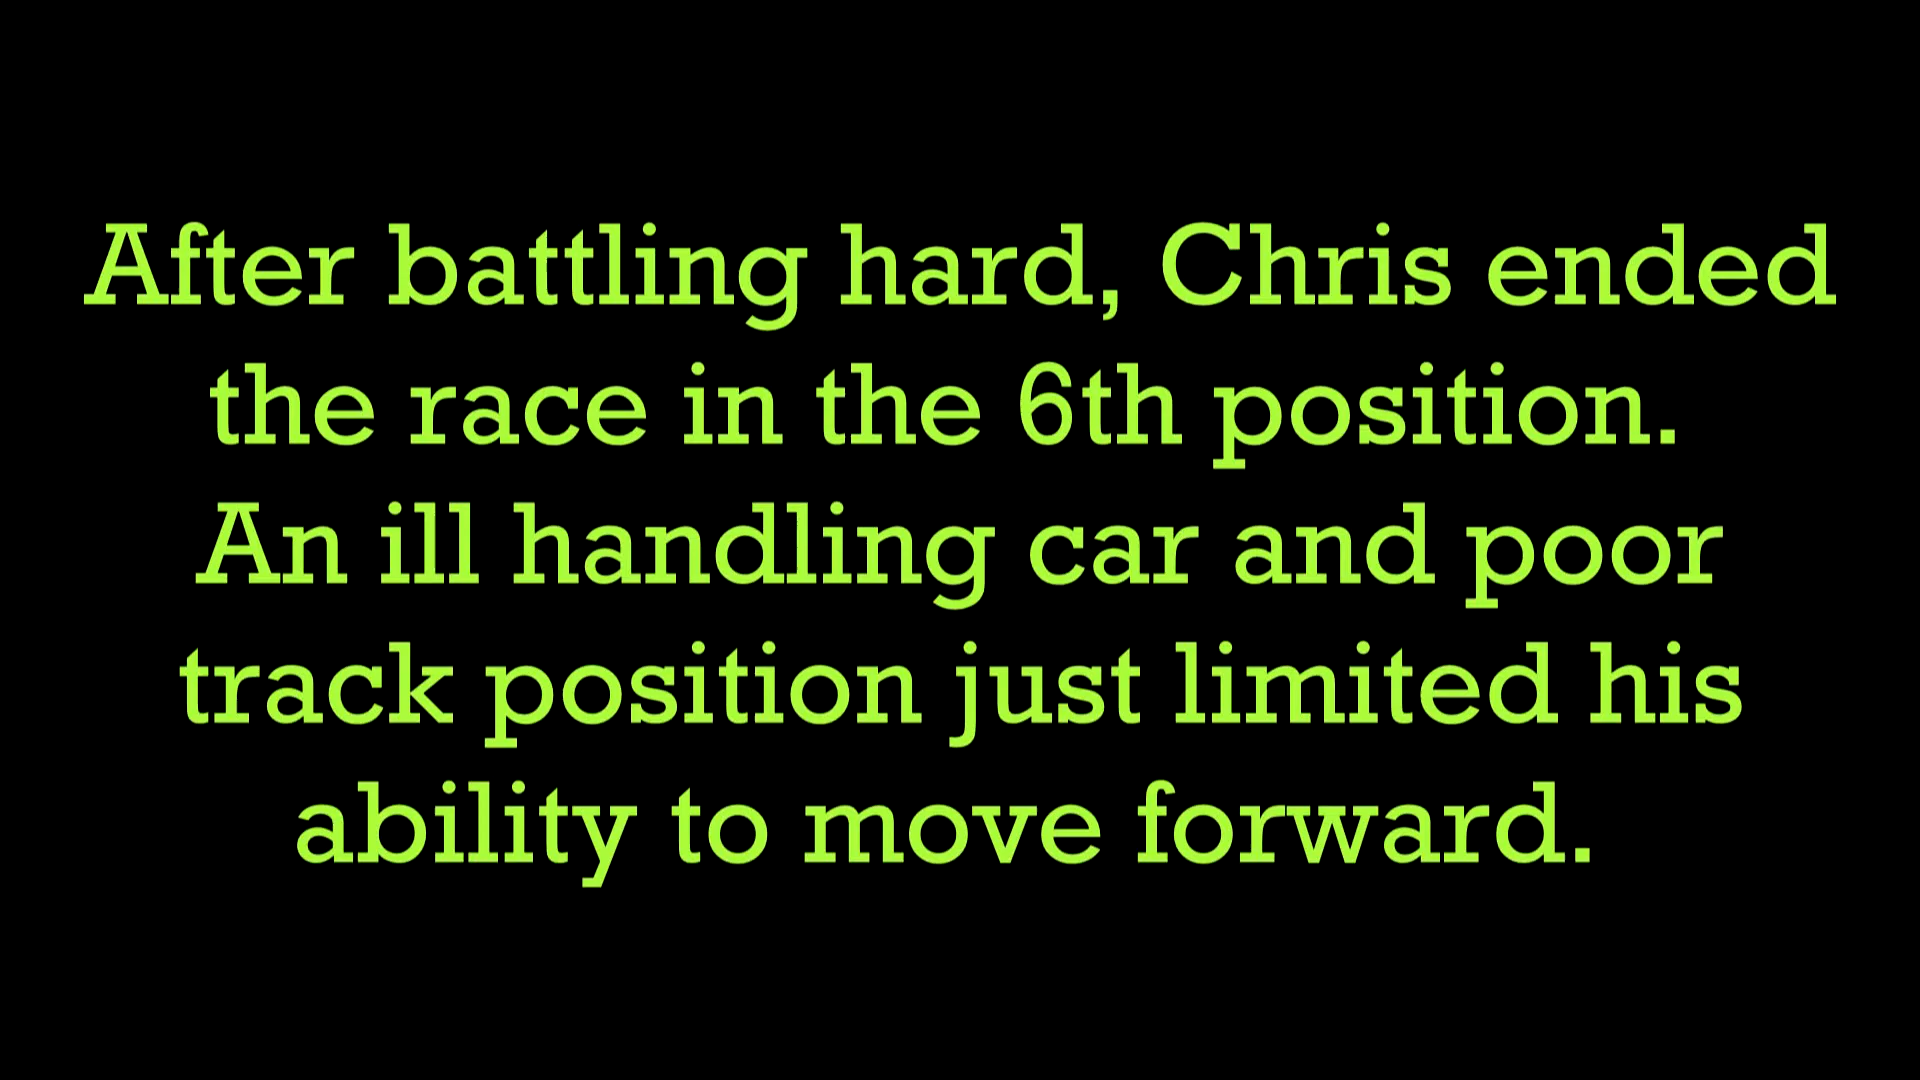 After battling hard, Chris ended
the race in the 6th position.
An ill handling car and poor
track position just limited his
ability to move forward.